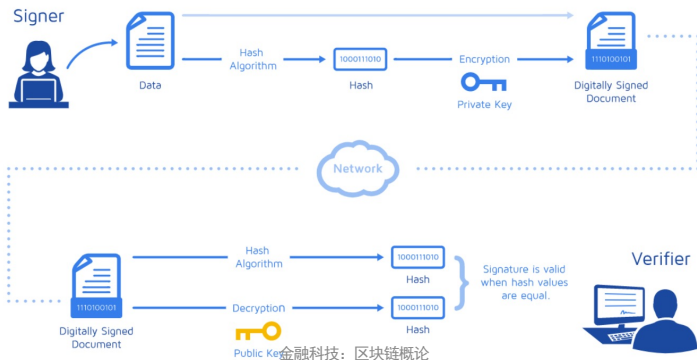 Signer
Data
Hash
Algorithm
1000111010
Hash
Encryption
Private Key
1110100101
Digitally Signed
Document
Network
1110100101
Digitally Signed
Document
Hash
Algorithm
1000111010
Hash
Decryption
Public Key
1000111010
Hash
Signature is valid
when hash values
are equal.
Verifier
金融科技：区块链概论